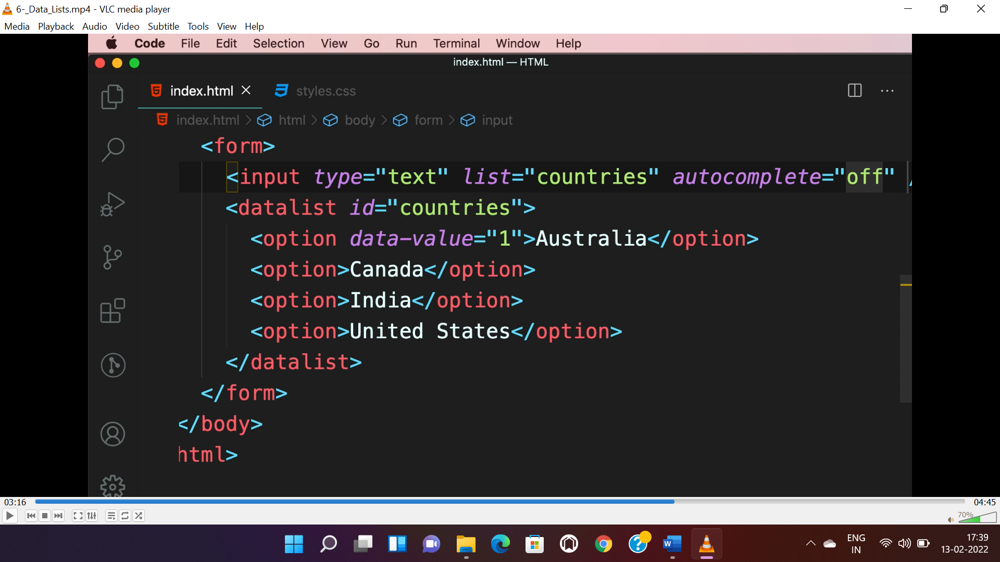 6-_Data_Lists.mp4 - VLC media player
Media Playback Audio Video Subtitle Tools View Help
Code File Edit Selection View Go Run Terminal Window Help
index.html — HTML
index.html styles.css
index.html > html > body > form > input
<form>
<input type="text" list="countries" autocomplete="off" /
<datalist id="countries">
<option data-value="1">Australia</option>
<option>Canada</option>
<option>India</option>
<option>United States</option>
</datalist>
</form>
</body>
html>
03:16 04:45
70%
ENG 17:39
IN 13-02-2022